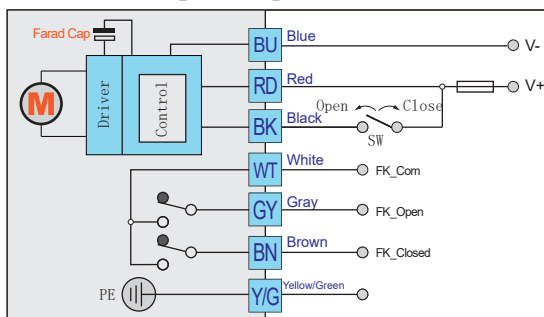 Farad Cap
M
Driver
Control
BU Blue V-
RD Red V+
Open Close
BK Black
SW
WT White FK_Com
GY Gray FK_Open
BN Brown FK_Closed
PE Y/G Yellow/Green